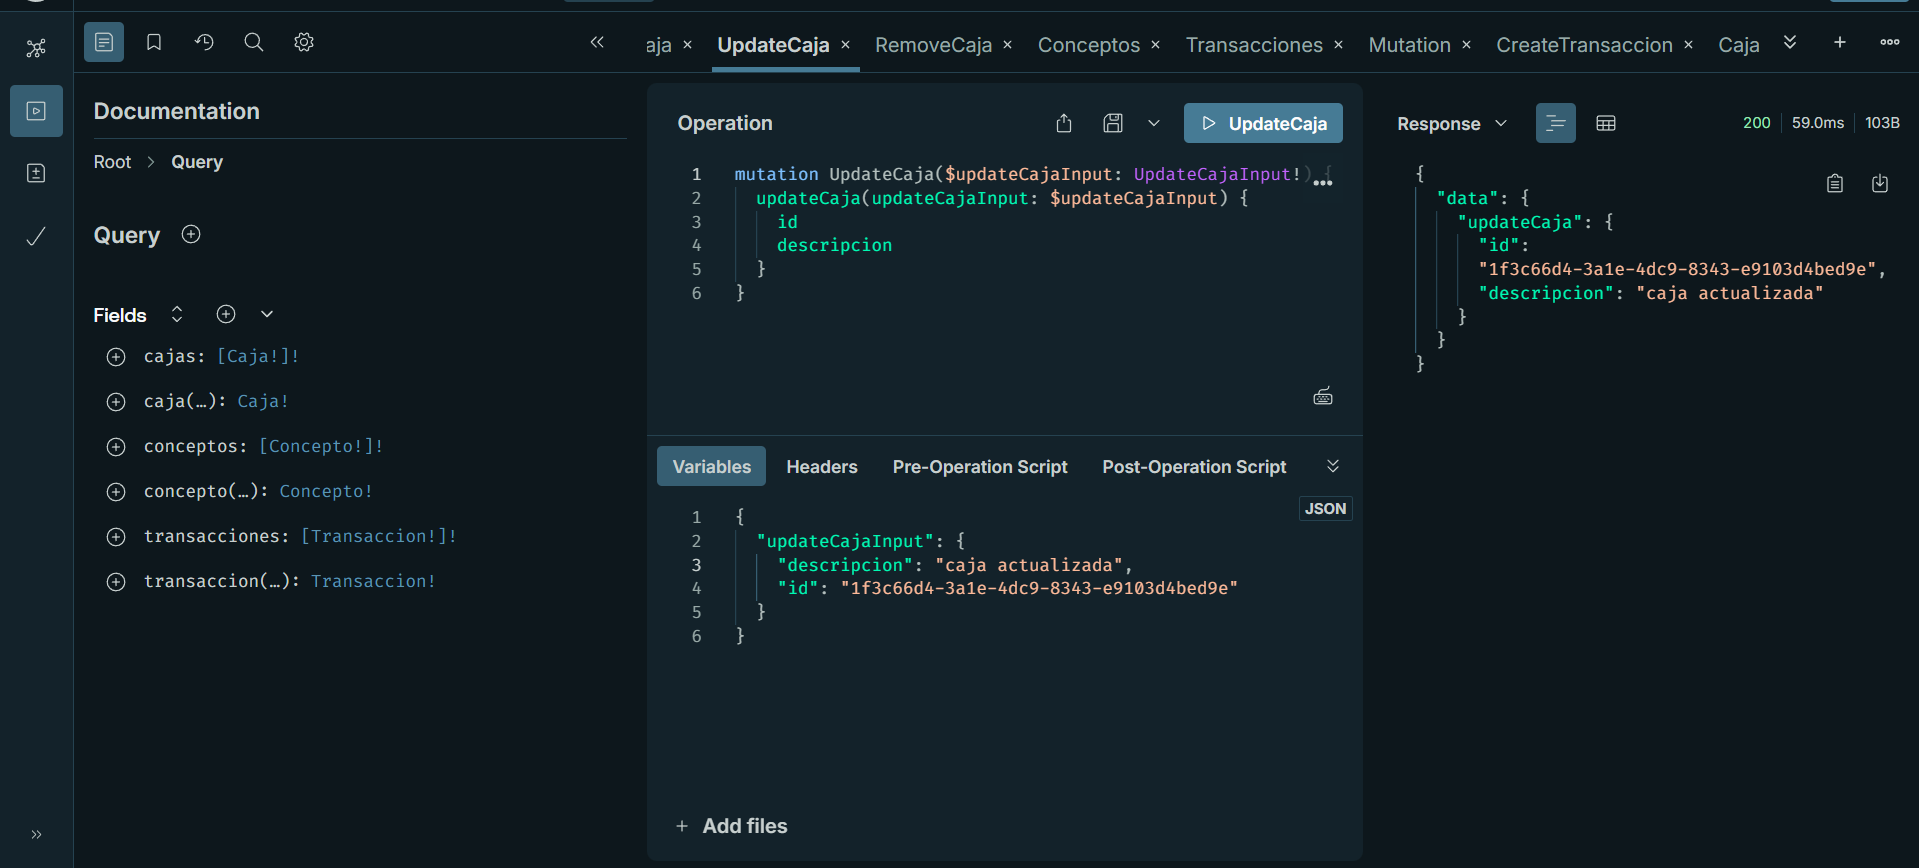 aja × UpdateCaja × RemoveCaja × Conceptos × Transacciones × Mutation × CreateTransaccion × Caja
Documentation
Root > Query
Query
Fields
cajas: [Caja!]!
caja(…): Caja!
conceptos: [Concepto!]!
concepto(…): Concepto!
transacciones: [Transaccion!]!
transaccion(…): Transaccion!
Operation
UpdateCaja
1 mutation UpdateCaja($updateCajaInput: UpdateCajaInput!) {
2 updateCaja(updateCajaInput: $updateCajaInput) {
3 id
4 descripcion
5 }
6 }
Variables Headers Pre-Operation Script Post-Operation Script
JSON
1 {
2 "updateCajaInput": {
3 "descripcion": "caja actualizada",
4 "id": "1f3c66d4-3a1e-4dc9-8343-e9103d4bed9e"
5 }
6 }
+ Add files
Response
200 59.0ms 103B
{
"data": {
"updateCaja": {
"id":
"1f3c66d4-3a1e-4dc9-8343-e9103d4bed9e",
"descripcion": "caja actualizada"
}
}
}